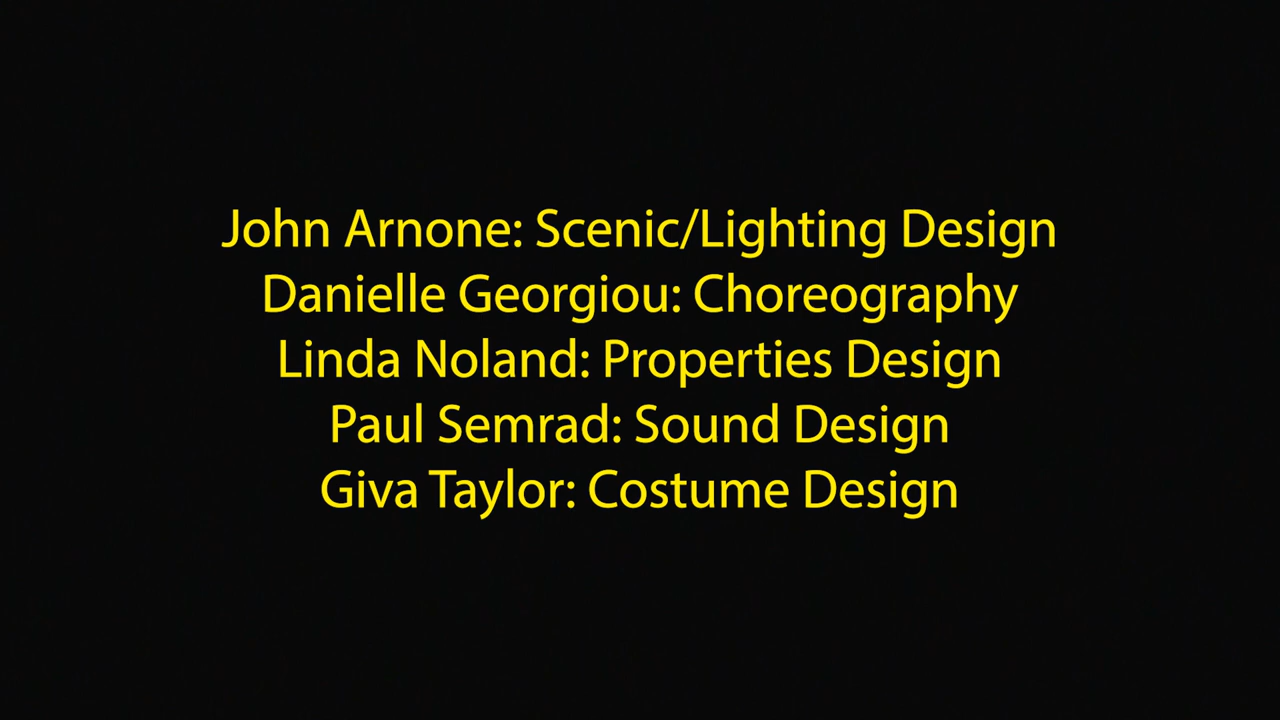 John Arnone: Scenic/Lighting Design
Danielle Georgiou: Choreography
Linda Noland: Properties Design
Paul Semrad: Sound Design
Giva Taylor: Costume Design